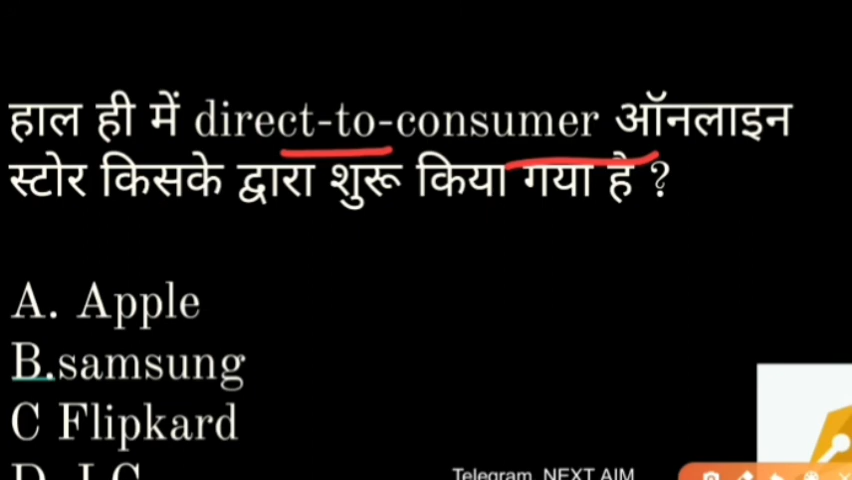 हाल ही में direct-to-consumer ऑनलाइन
स्टोर किसके द्वारा शुरू किया गया है ?
A. Apple
B.samsung
C Flipkard
Telegram NEXT AIM